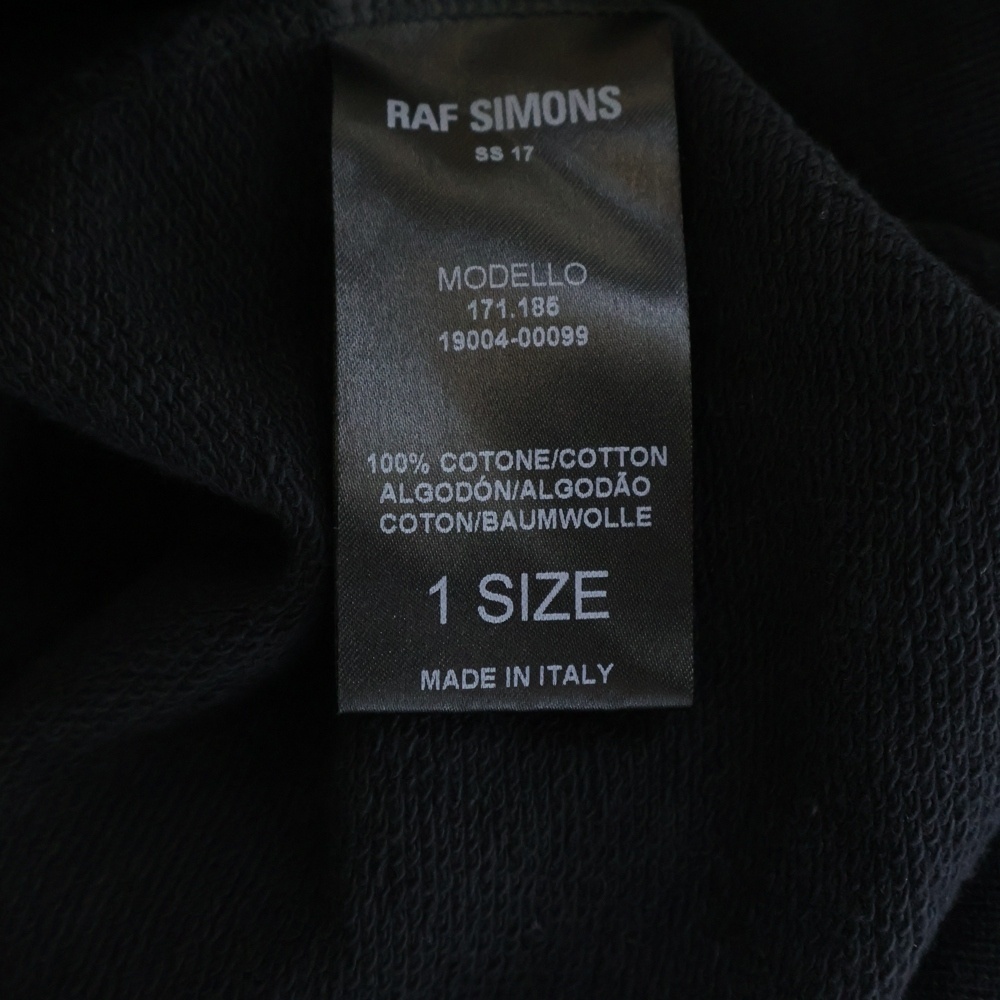 RAF SIMONS
SS 17
MODELLO
171.185
19004-00099
100% COTONE/COTTON
ALGODÓN/ALGODÃO
COTON/BAUMWOLLE
1 SIZE
MADE IN ITALY